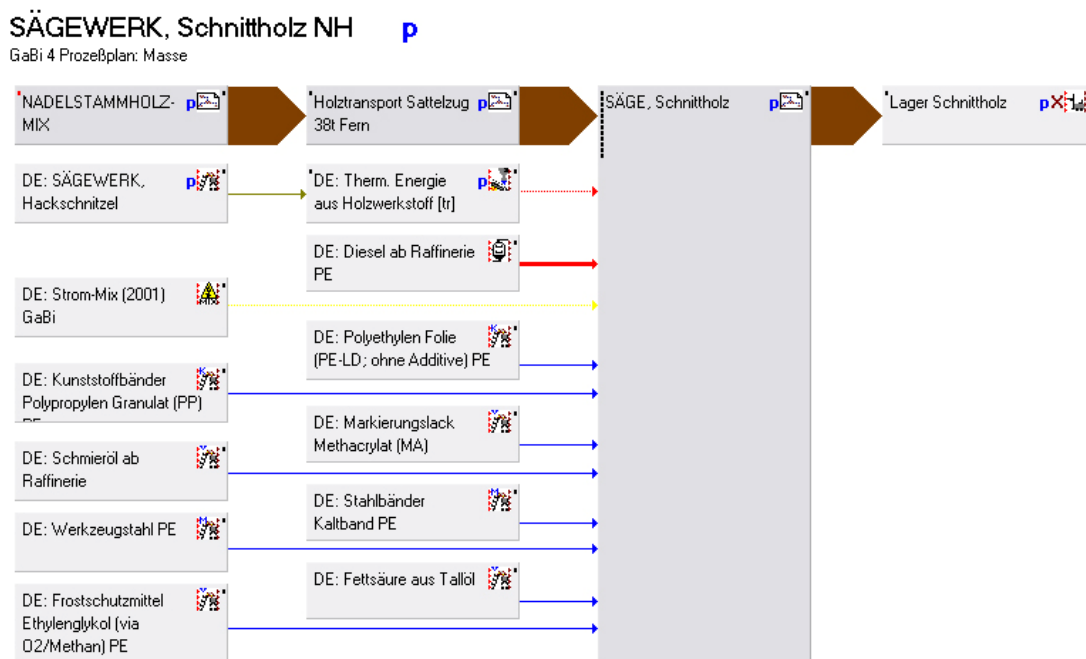 SÄGEWERK, Schnittholz NH p
GaBi 4 Prozeßplan: Masse
NADELSTAMMHOLZ- p
MIX
Holztransport Sattelzug p
38t Fern
SÄGE, Schnittholz p
Lager Schnittholz pX
DE: SÄGEWERK, p
Hackschnitzel
DE: Therm. Energie p
aus Holzwerkstoff [tr]
DE: Diesel ab Raffinerie
PE
DE: Strom-Mix (2001)
GaBi
MIX
DE: Polyethylen Folie
(PE-LD; ohne Additive) PE
DE: Kunststoffbänder
Polypropylen Granulat (PP)
PE
DE: Markierungslack
Methacrylat (MA)
DE: Schmieröl ab
Raffinerie
DE: Stahlbänder
Kaltband PE
DE: Werkzeugstahl PE
DE: Fettsäure aus Tallöl
DE: Frostschutzmittel
Ethylenglykol (via
O2/Methan) PE